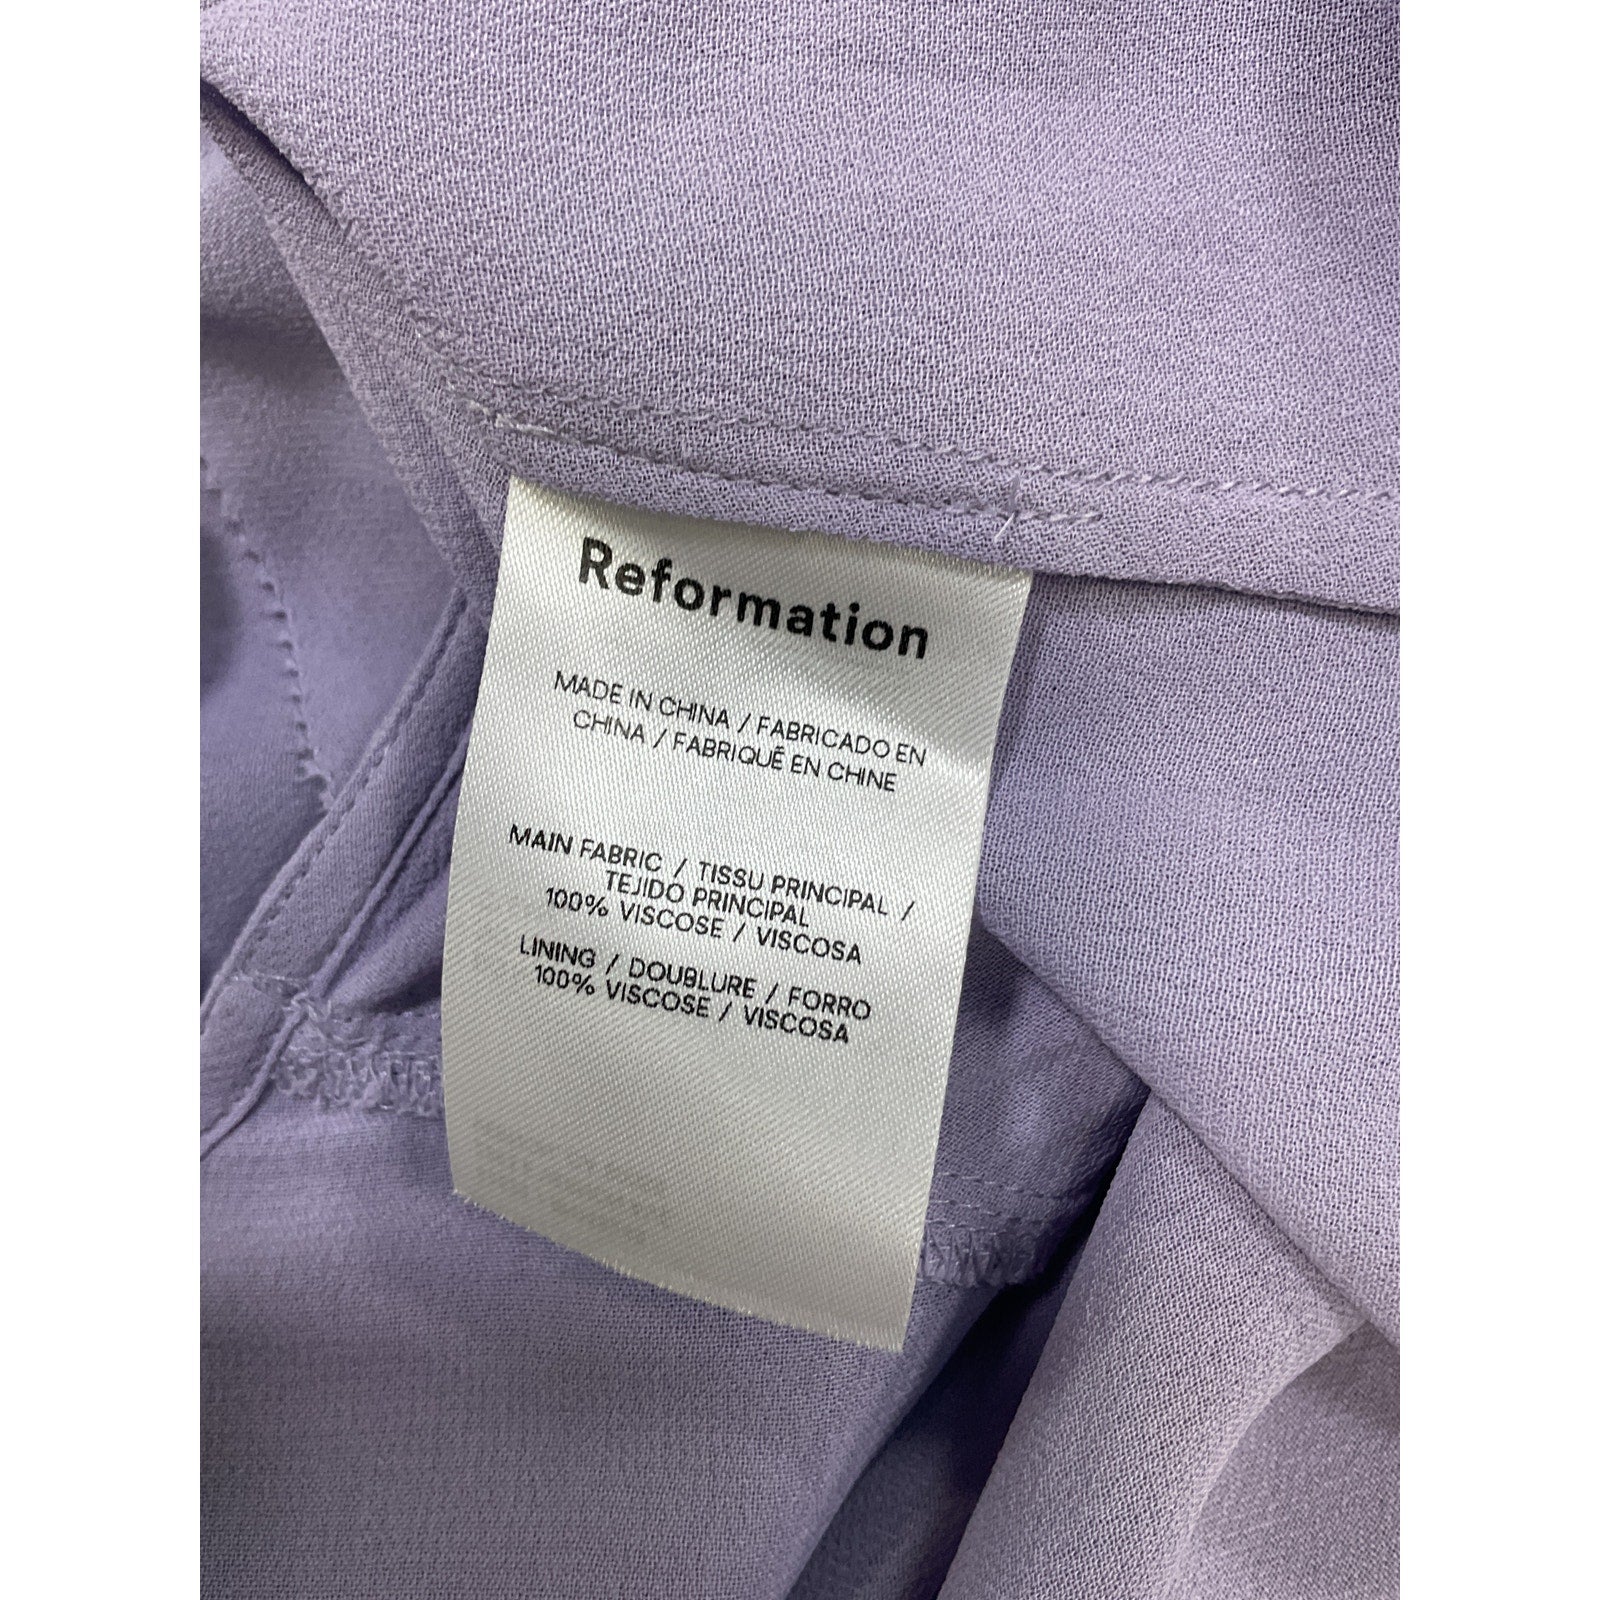 Reformation
MADE IN CHINA / FABRICADO EN
CHINA / FABRIQUÉ EN CHINE
MAIN FABRIC / TISSU PRINCIPAL /
TEJIDO PRINCIPAL
100% VISCOSE / VISCOSA
LINING / DOUBLURE / FORRO
100% VISCOSE / VISCOSA